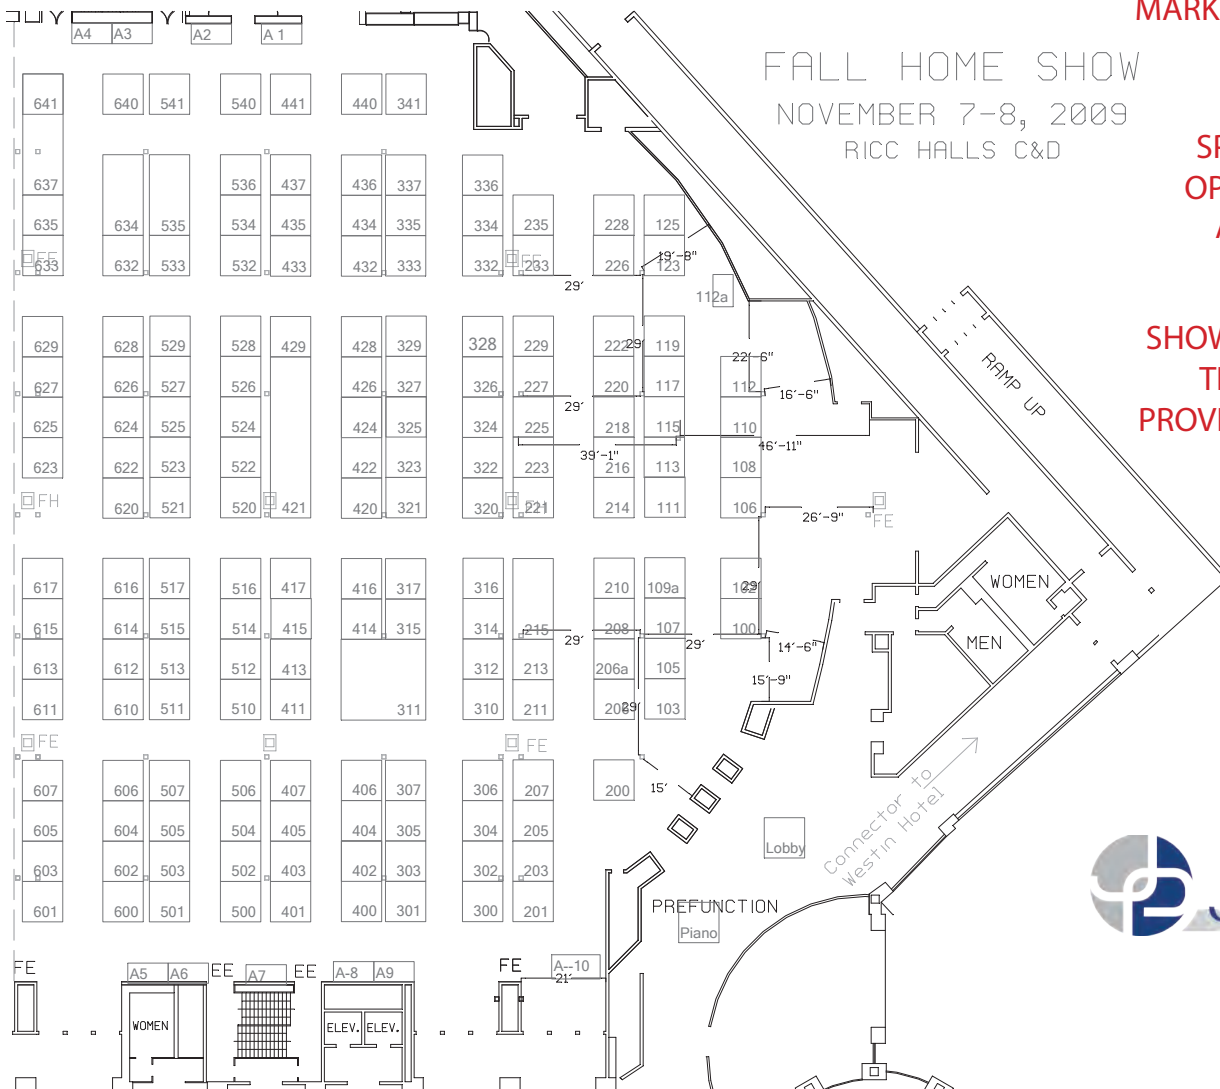 MARK
A4 A3 A2 A 1
FALL HOME SHOW
NOVEMBER 7-8, 2009
RICC HALLS C&D
641 640 541 540 441 440 341
SP
OP
A
637 536 437 436 337 336
635 634 535 534 435 434 335 334 235 228 125
633 632 533 532 433 432 333 332 233 226 123
FE FE 19'-8"
29'
112a
SHOW
TH
PROVI
629 628 529 528 429 428 329 328 229 222 119
29' 22'-6"
627 626 527 526 426 327 326 227 220 117 112
29' 16'-6"
RAMP UP
625 624 525 524 424 325 324 225 218 115 110
39'-1" 46'-11"
623 622 523 522 422 323 322 223 216 113 108
FH FH
620 521 520 421 420 321 320 221 214 111 106
26'-9" FE
617 616 517 516 417 416 317 316 210 109a 102
29'
WOMEN
615 614 515 514 415 414 315 314 215 208 107 100
29' 29' 14'-6"
MEN
613 612 513 512 413 312 213 206a 105
15'-9"
611 610 511 510 411 311 310 211 206 103
29'
FE FE
607 606 507 506 407 406 307 306 207 200
15'
Connector to
Westin Hotel
605 604 505 504 405 404 305 304 205
Lobby
603 602 503 502 403 402 303 302 203
601 600 501 500 401 400 301 300 201
PREFUNCTION
Piano
FE A5 A6 EE A7 EE A-8 A9 FE A--10
21'
WOMEN ELEV. ELEV.